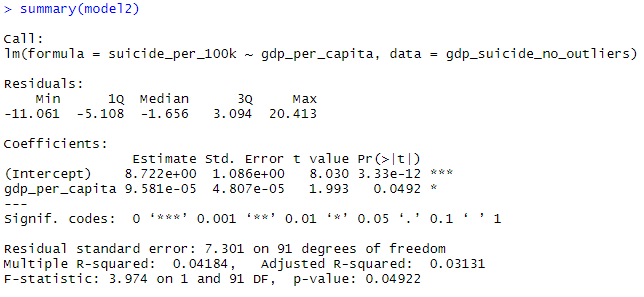 > summary(model2)
Call:
lm(formula = suicide_per_100k ~ gdp_per_capita, data = gdp_suicide_no_outliers)
Residuals:
    Min      1Q  Median      3Q     Max
-11.061  -5.108  -1.656   3.094  20.413
Coefficients:
                Estimate Std. Error t value Pr(>|t|)
(Intercept)    8.722e+00  1.086e+00   8.030 3.33e-12 ***
gdp_per_capita 9.581e-05  4.807e-05   1.993   0.0492 *
---
Signif. codes:  0 ‘***’ 0.001 ‘**’ 0.01 ‘*’ 0.05 ‘.’ 0.1 ‘ ’ 1
Residual standard error: 7.301 on 91 degrees of freedom
Multiple R-squared:  0.04184,   Adjusted R-squared:  0.03131
F-statistic: 3.974 on 1 and 91 DF,  p-value: 0.04922